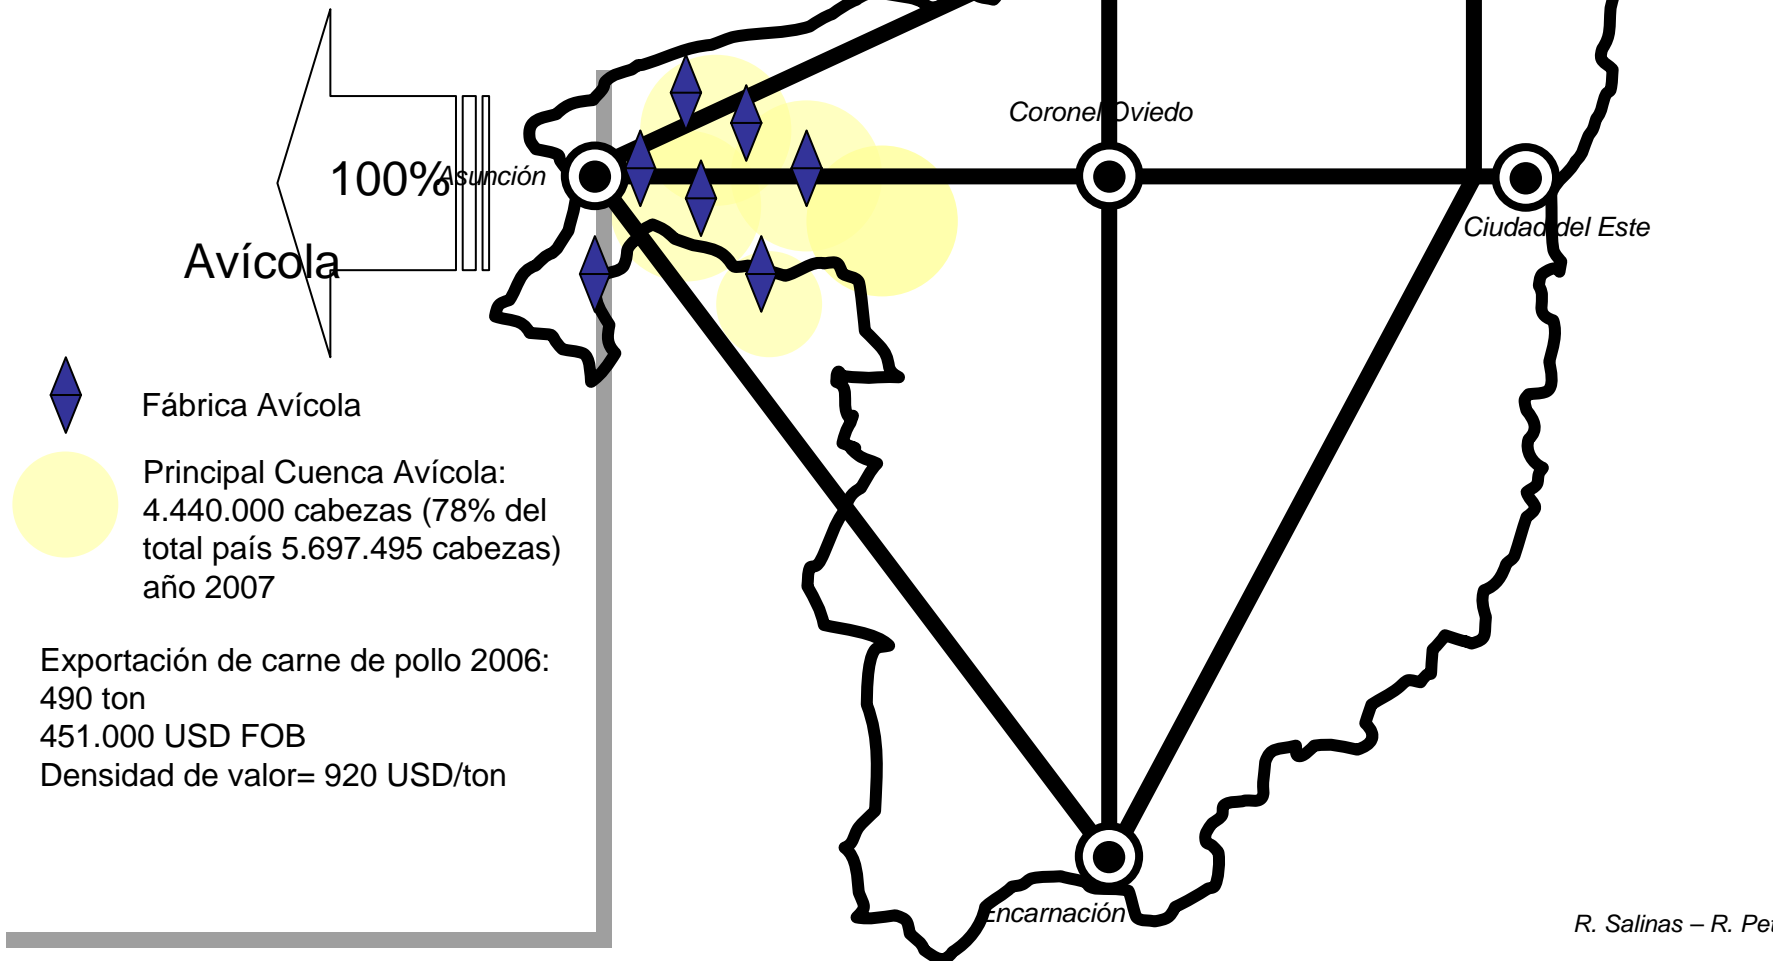 Coronel Oviedo
100%
Asunción
Ciudad del Este
Avícola
Fábrica Avícola
Principal Cuenca Avícola:
4.440.000 cabezas (78% del
total país 5.697.495 cabezas)
año 2007
Exportación de carne de pollo 2006:
490 ton
451.000 USD FOB
Densidad de valor= 920 USD/ton
Encarnación
R. Salinas – R.